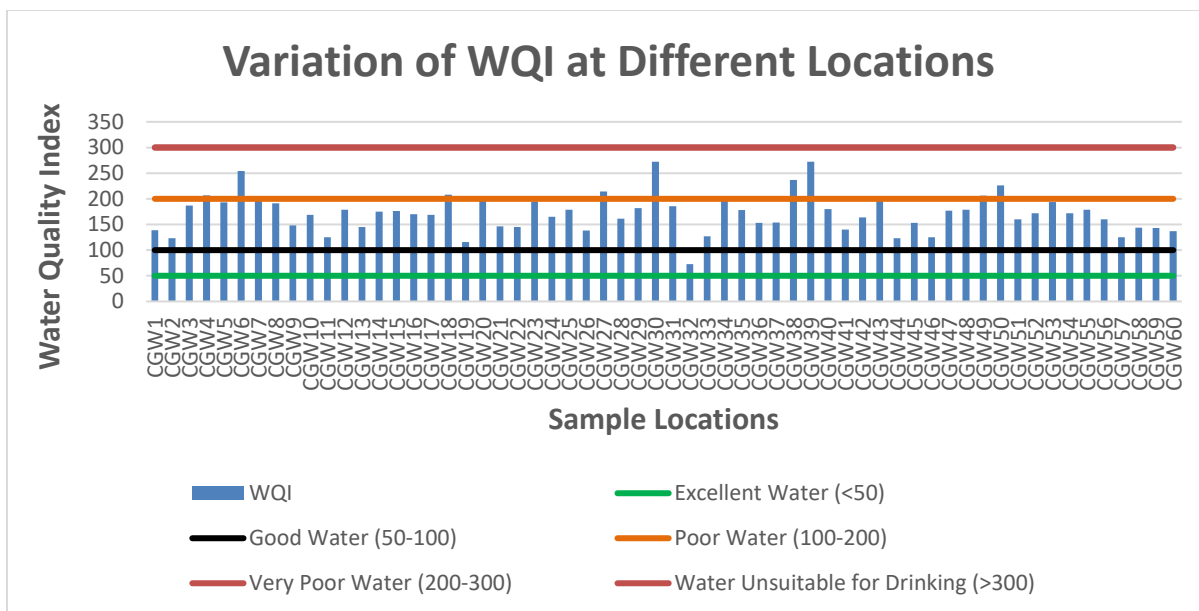 Variation of WQI at Different Locations
Water Quality Index
350
300
250
200
150
100
50
0
CGW1
CGW2
CGW3
CGW4
CGW5
CGW6
CGW7
CGW8
CGW9
CGW10
CGW11
CGW12
CGW13
CGW14
CGW15
CGW16
CGW17
CGW18
CGW19
CGW20
CGW21
CGW22
CGW23
CGW24
CGW25
CGW26
CGW27
CGW28
CGW29
CGW30
CGW31
CGW32
CGW33
CGW34
CGW35
CGW36
CGW37
CGW38
CGW39
CGW40
CGW41
CGW42
CGW43
CGW44
CGW45
CGW46
CGW47
CGW48
CGW49
CGW50
CGW51
CGW52
CGW53
CGW54
CGW55
CGW56
CGW57
CGW58
CGW59
CGW60
Sample Locations
WQI
Excellent Water (<50)
Good Water (50-100)
Poor Water (100-200)
Very Poor Water (200-300)
Water Unsuitable for Drinking (>300)